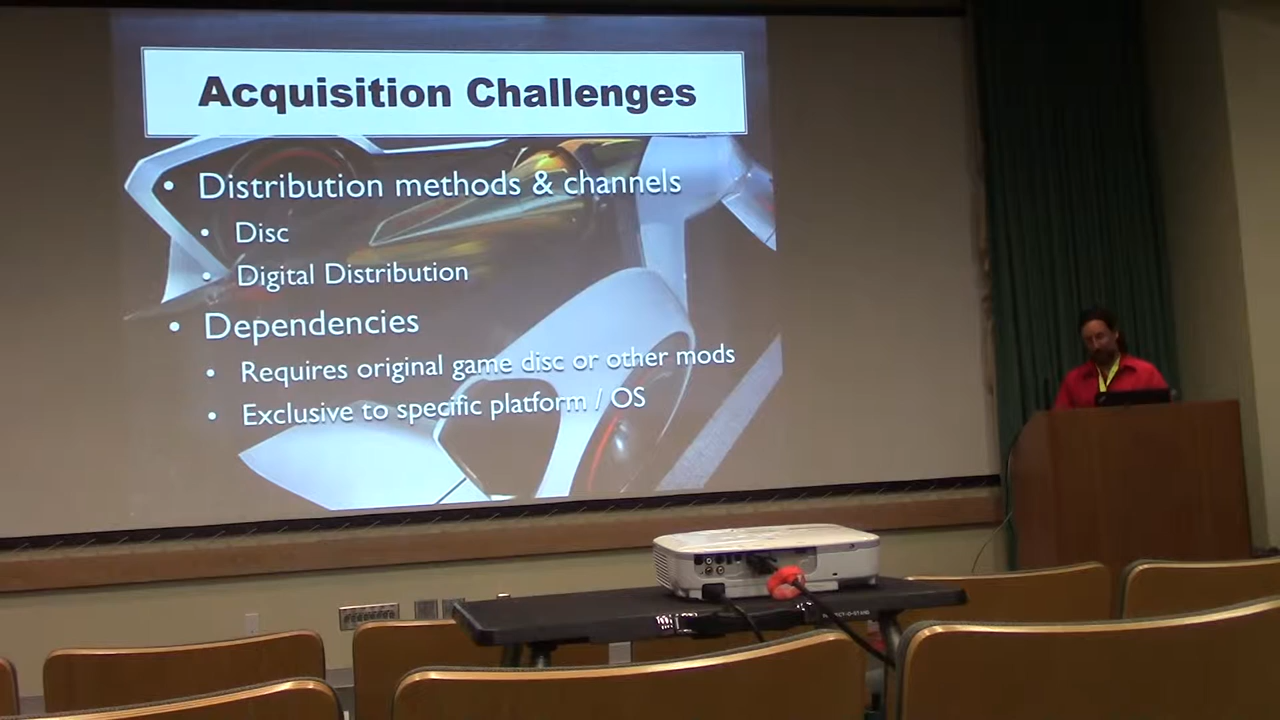 Acquisition Challenges
• Distribution methods & channels
• Disc
• Digital Distribution
• Dependencies
• Requires original game disc or other mods
• Exclusive to specific platform / OS